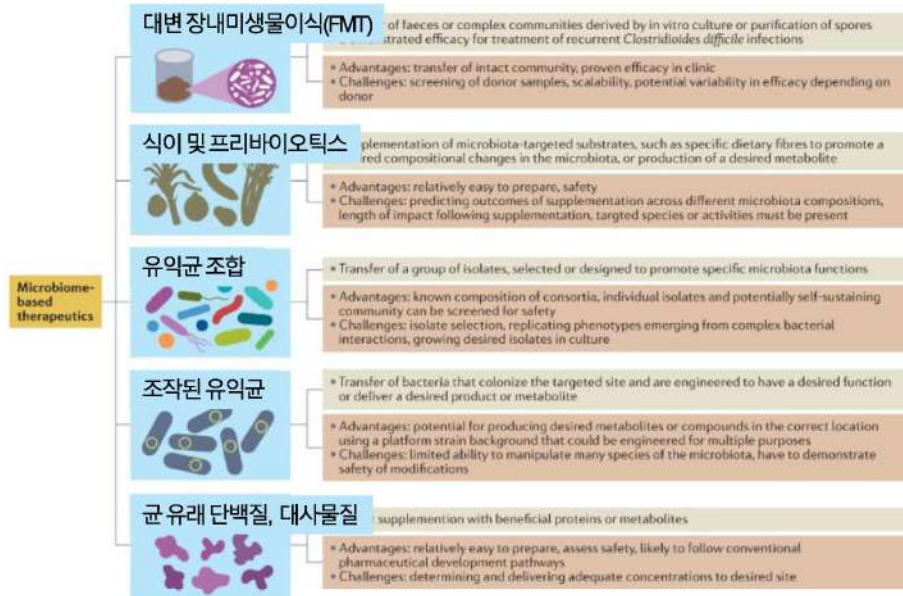 대변 장내미생물이식(FMT)
of faeces or complex communities derived by in vitro culture or purification of spores
nstrated efficacy for treatment of recurrent Clostridioides difficile infections
• Advantages: transfer of intact community, proven efficacy in clinic
• Challenges: screening of donor samples, scalability, potential variability in efficacy depending on
donor
식이 및 프리바이오틱스
plementation of microbiota-targeted substrates, such as specific dietary fibres to promote a
red compositional changes in the microbiota, or production of a desired metabolite
• Advantages: relatively easy to prepare, safety
• Challenges: predicting outcomes of supplementation across different microbiota compositions,
length of impact following supplementation, targted species or activities must be present
Microbiome-
based
therapeutics
유익균 조합
• Transfer of a group of isolates, selected or designed to promote specific microbiota functions
• Advantages: known composition of consortia, individual isolates and potentially self-sustaining
community can be screened for safety
• Challenges: isolate selection, replicating phenotypes emerging from complex bacterial
interactions, growing desired isolates in culture
조작된 유익균
• Transfer of bacteria that colonize the targeted site and are engineered to have a desired function
or deliver a desired product or metabolite
• Advantages: potential for producing desired metabolites or compounds in the correct location
using a platform strain background that could be engineered for multiple purposes
• Challenges: limited ability to manipulate many species of the microbiota, have to demonstrate
safety of modifications
균 유래 단백질, 대사물질
supplemention with beneficial proteins or metabolites
• Advantages: relatively easy to prepare, assess safety, likely to follow conventional
pharmaceutical development pathways
• Challenges: determining and delivering adequate concentrations to desired site